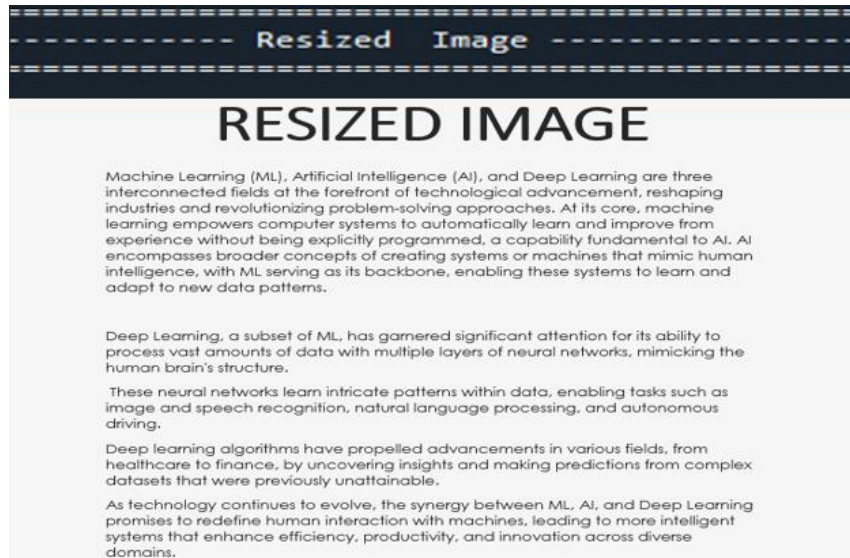 ============================================
------------ Resized  Image ----------------
============================================
RESIZED IMAGE
Machine Learning (ML), Artificial Intelligence (AI), and Deep Learning are three
interconnected fields at the forefront of technological advancement, reshaping
industries and revolutionizing problem-solving approaches. At its core, machine
learning empowers computer systems to automatically learn and improve from
experience without being explicitly programmed, a capability fundamental to AI. AI
encompasses broader concepts of creating systems or machines that mimic human
intelligence, with ML serving as its backbone, enabling these systems to learn and
adapt to new data patterns.
Deep Learning, a subset of ML, has garnered significant attention for its ability to
process vast amounts of data with multiple layers of neural networks, mimicking the
human brain's structure.
These neural networks learn intricate patterns within data, enabling tasks such as
image and speech recognition, natural language processing, and autonomous
driving.
Deep learning algorithms have propelled advancements in various fields, from
healthcare to finance, by uncovering insights and making predictions from complex
datasets that were previously unattainable.
As technology continues to evolve, the synergy between ML, AI, and Deep Learning
promises to redefine human interaction with machines, leading to more intelligent
systems that enhance efficiency, productivity, and innovation across diverse
domains.